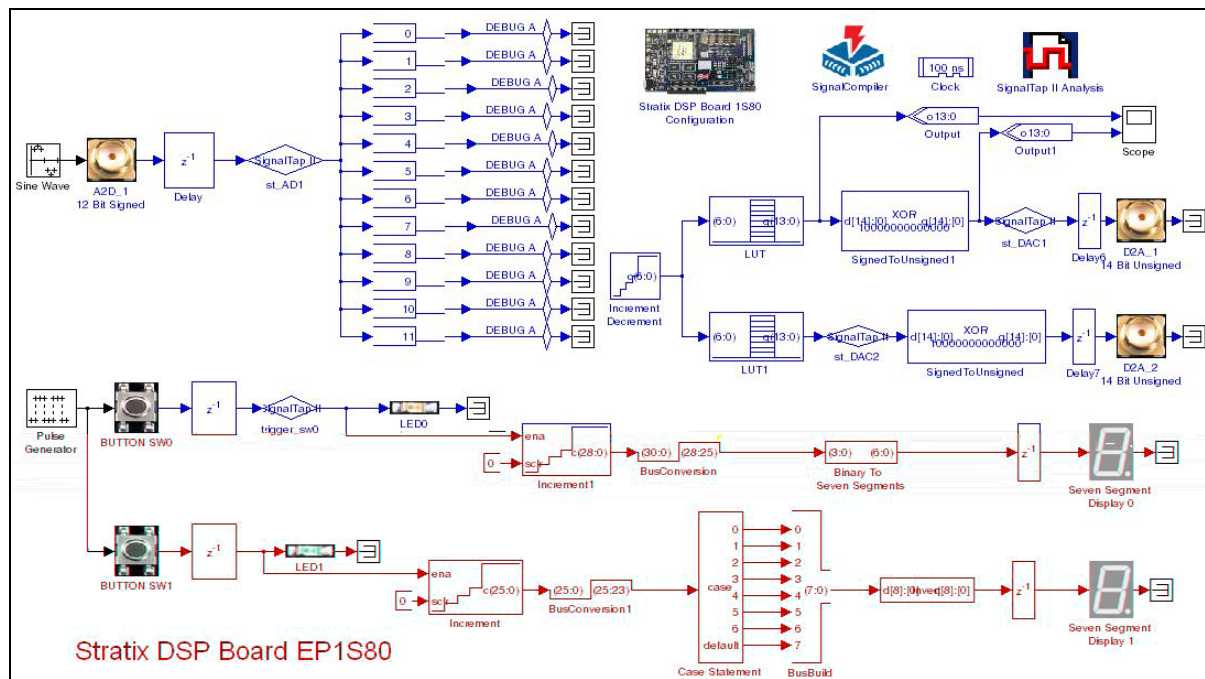 Sine Wave
A2D_1
12 Bit Signed
z-1
Delay
SignalTap II
st_AD1
0
DEBUG A
1
DEBUG A
2
DEBUG A
3
DEBUG A
4
DEBUG A
5
DEBUG A
6
DEBUG A
7
DEBUG A
8
DEBUG A
9
DEBUG A
10
DEBUG A
11
DEBUG A
Stratix DSP Board 1S80
Configuration
SignalCompiler
100 ns
Clock
SignalTap II Analysis
o13:0
Output
o13:0
Output1
Scope
q(6:0)
Increment
Decrement
(6:0) q(13:0)
LUT
d[14]:[0] XOR q[14]:[0]
10000000000000
SignedToUnsigned1
SignalTap II
st_DAC1
z-1
Delay6
D2A_1
14 Bit Unsigned
(6:0) q(13:0)
LUT1
SignalTap II
st_DAC2
d[14]:[0] XOR q[14]:[0]
10000000000000
SignedToUnsigned
z-1
Delay7
D2A_2
14 Bit Unsigned
Pulse
Generator
BUTTON SW0
z-1
SignalTap II
trigger_sw0
LED0
ena
0
sclr
c(28:0)
Increment1
(30:0) (28:25)
BusConversion
(3:0) (6:0)
Binary To
Seven Segments
z-1
Seven Segment
Display 0
BUTTON SW1
z-1
LED1
ena
0
sclr
c(25:0)
Increment
(25:0) (25:23)
BusConversion1
case
0
1
2
3
4
5
6
default
Case Statement
0
1
2
3
4
5
6
7
(7:0)
BusBuild
d[8]:[0] q[8]:[0]
z-1
Seven Segment
Display 1
Stratix DSP Board EP1S80